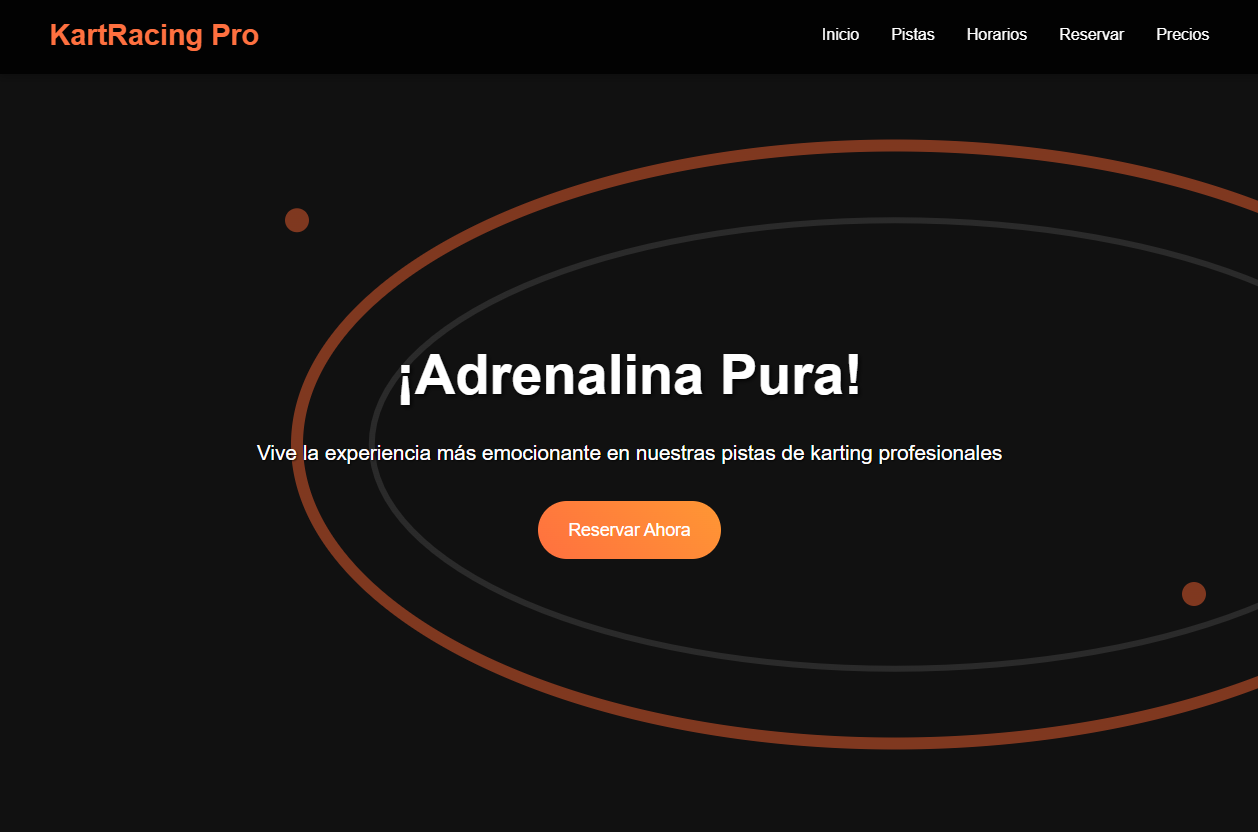 KartRacing Pro
Inicio Pistas Horarios Reservar Precios
¡Adrenalina Pura!
Vive la experiencia más emocionante en nuestras pistas de karting profesionales
Reservar Ahora